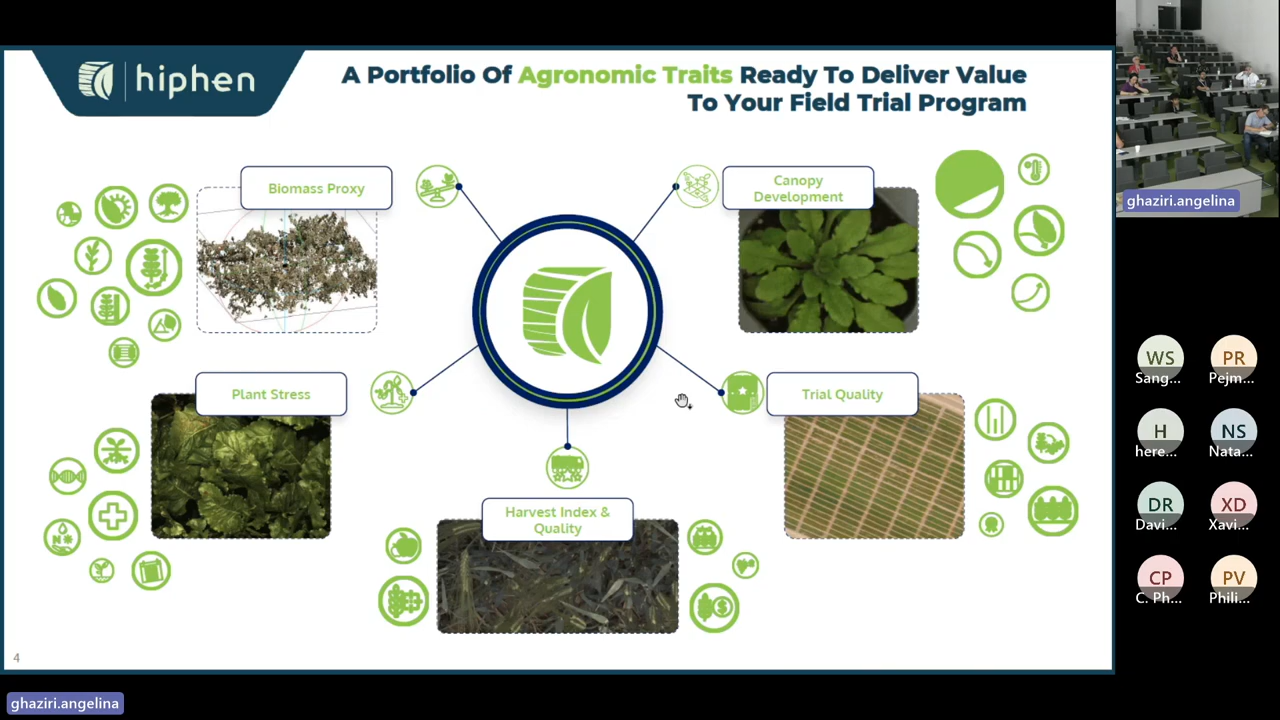 hiphen
A Portfolio Of Agronomic Traits Ready To Deliver Value
To Your Field Trial Program
Biomass Proxy
Canopy
Development
Plant Stress
Trial Quality
Harvest Index &
Quality
4
ghaziri.angelina
ghaziri.angelina
WS
Sang...
PR
Pejm...
H
here...
NS
Nata...
DR
Davi...
XD
Xavi...
CP
C. Ph...
PV
Phili...